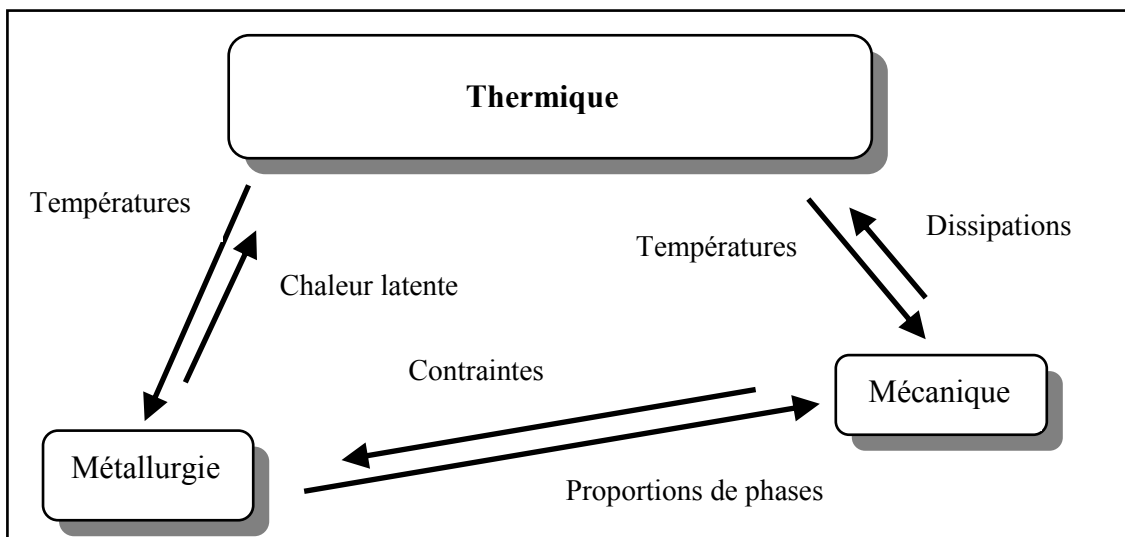 Thermique
Températures
Dissipations
Températures
Chaleur latente
Contraintes
Mécanique
Métallurgie
Proportions de phases